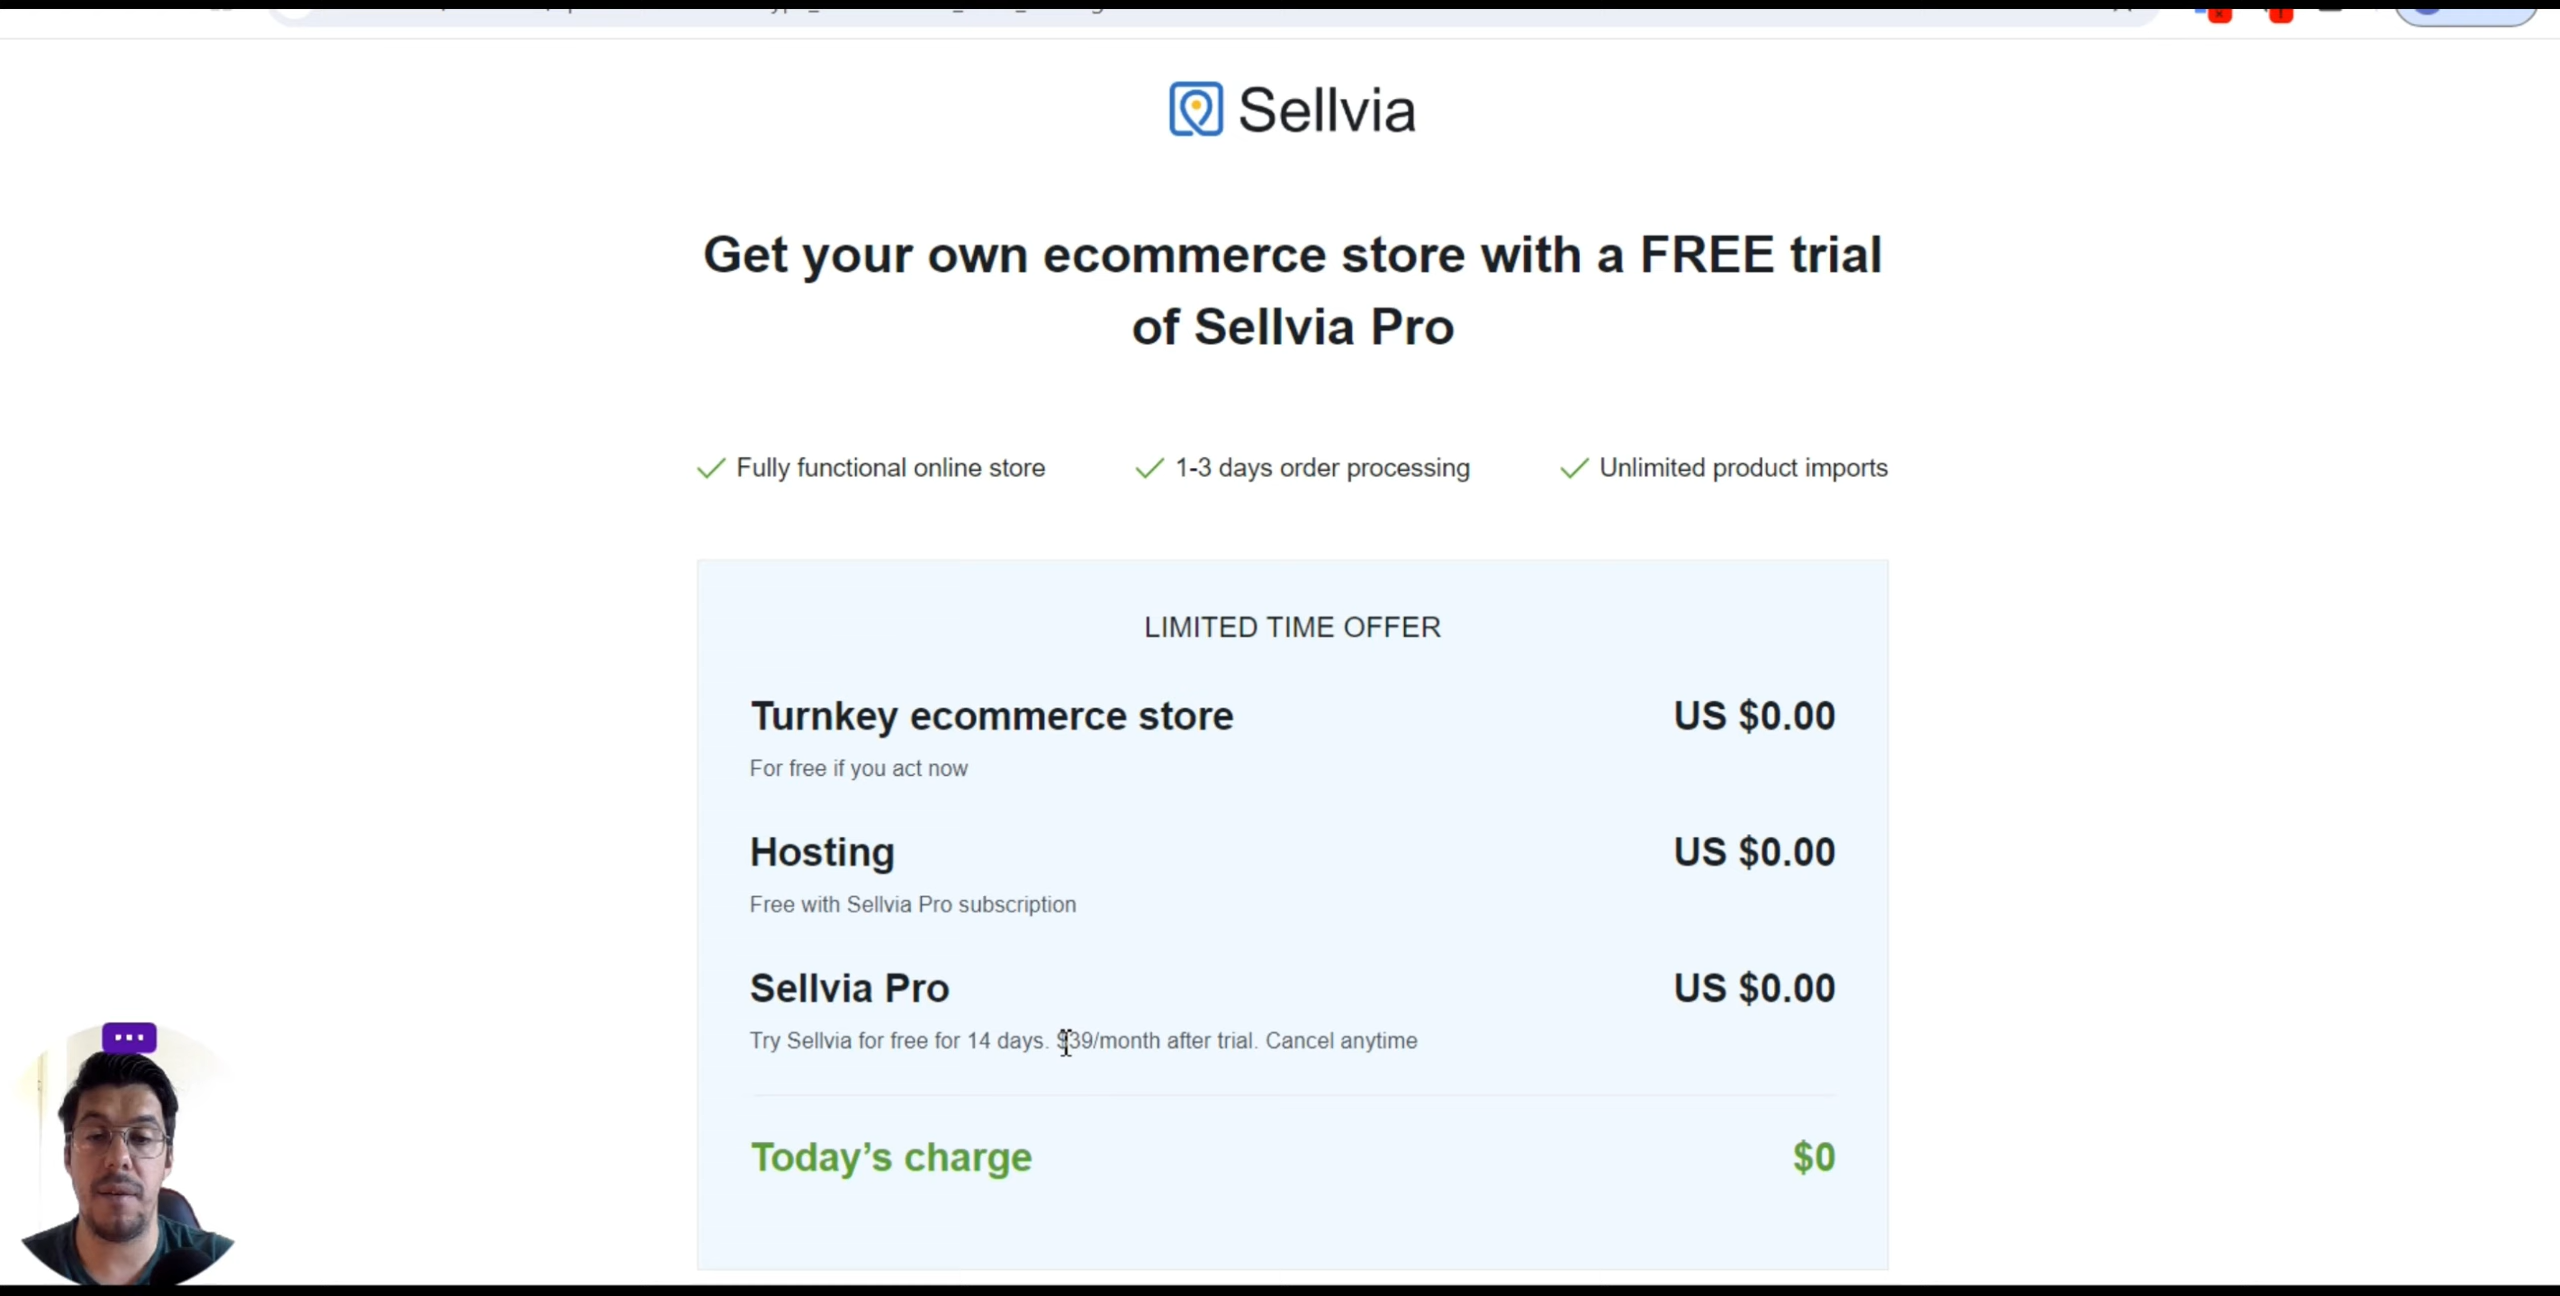 Sellvia
Get your own ecommerce store with a FREE trial
of Sellvia Pro
Fully functional online store
1-3 days order processing
Unlimited product imports
LIMITED TIME OFFER
Turnkey ecommerce store
US $0.00
For free if you act now
Hosting
US $0.00
Free with Sellvia Pro subscription
Sellvia Pro
US $0.00
Try Sellvia for free for 14 days. $39/month after trial. Cancel anytime
Today’s charge
$0